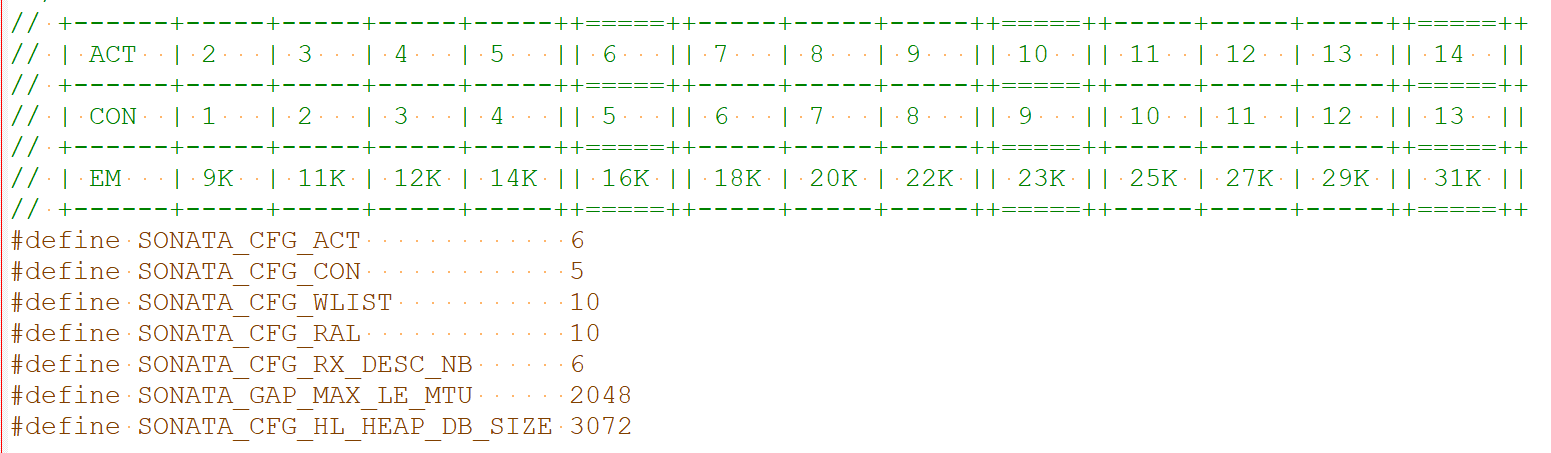 // +------+-----+-----+-----+-----++=====++-----+-----+-----++=====++-----+-----+-----++=====++
// | ACT  | 2   | 3   | 4   | 5   || 6   || 7   | 8   | 9   || 10  || 11  | 12  | 13  || 14  ||
// +------+-----+-----+-----+-----++=====++-----+-----+-----++=====++-----+-----+-----++=====++
// | CON  | 1   | 2   | 3   | 4   || 5   || 6   | 7   | 8   || 9   || 10  | 11  | 12  || 13  ||
// +------+-----+-----+-----+-----++=====++-----+-----+-----++=====++-----+-----+-----++=====++
// | EM   | 9K  | 11K | 12K | 14K || 16K || 18K | 20K | 22K || 23K || 25K | 27K | 29K || 31K ||
// +------+-----+-----+-----+-----++=====++-----+-----+-----++=====++-----+-----+-----++=====++
#define SONATA_CFG_ACT             6
#define SONATA_CFG_CON             5
#define SONATA_CFG_WLIST           10
#define SONATA_CFG_RAL             10
#define SONATA_CFG_RX_DESC_NB      6
#define SONATA_GAP_MAX_LE_MTU      2048
#define SONATA_CFG_HL_HEAP_DB_SIZE 3072